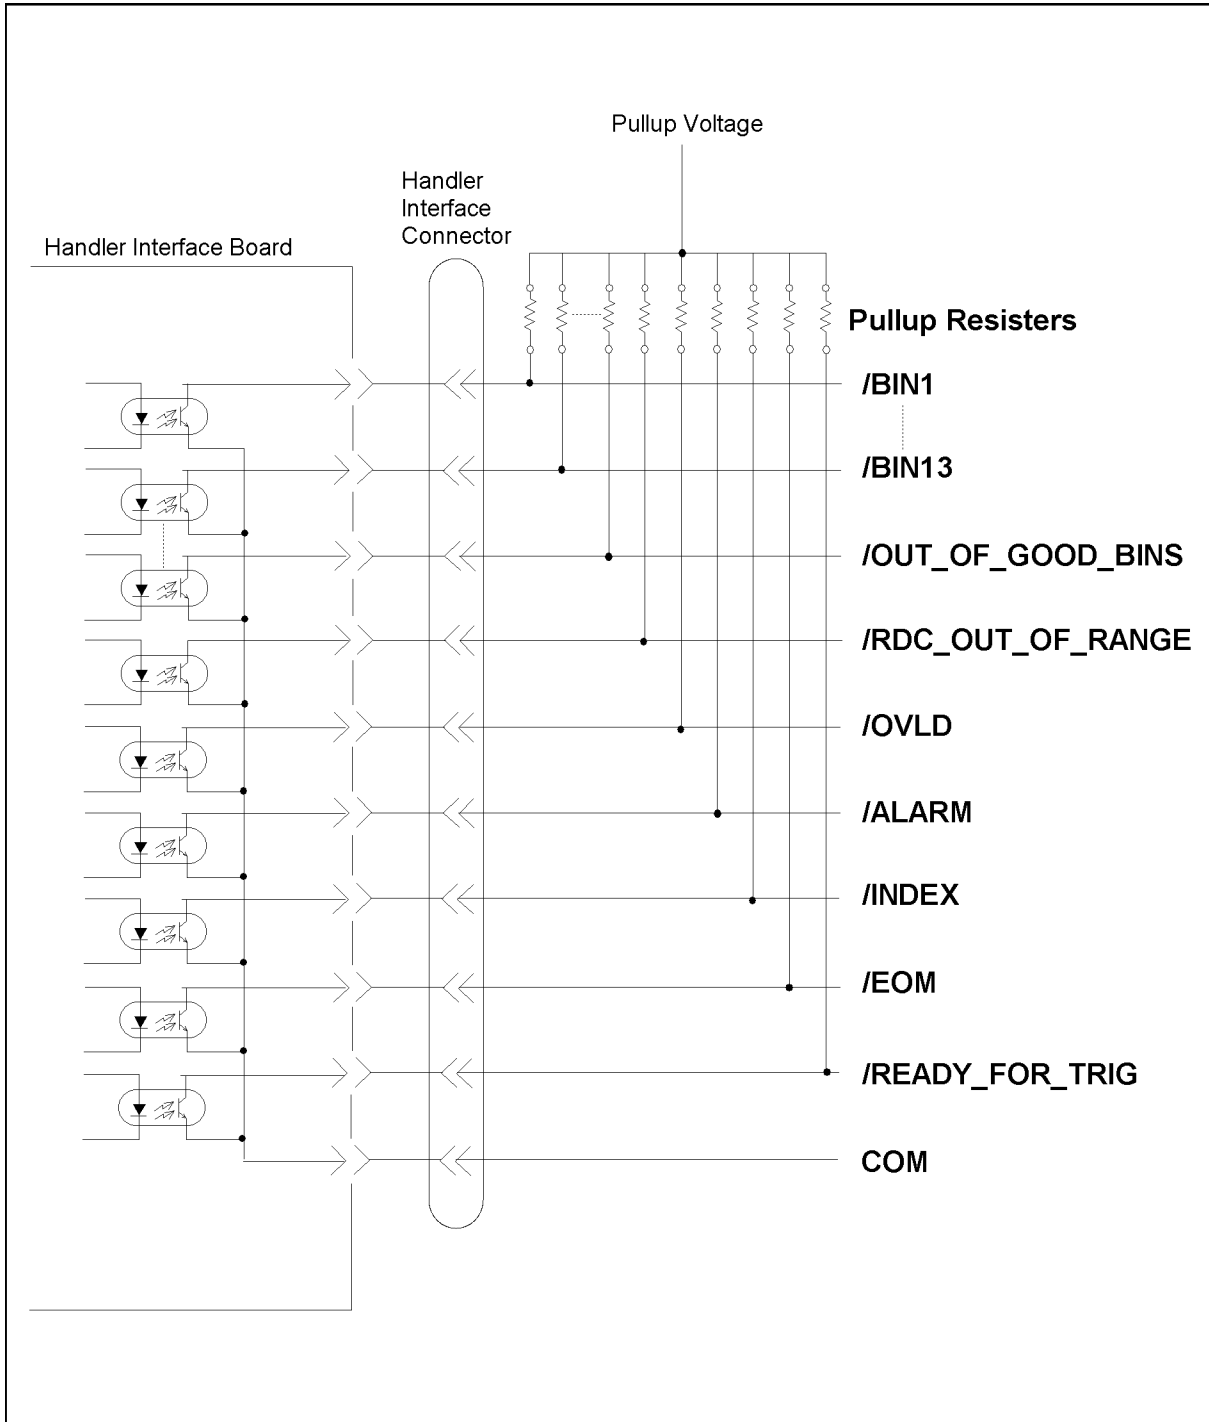 Pullup Voltage
Handler
Interface
Connector
Handler Interface Board
Pullup Resisters
/BIN1
/BIN13
/OUT_OF_GOOD_BINS
/RDC_OUT_OF_RANGE
/OVLD
/ALARM
/INDEX
/EOM
/READY_FOR_TRIG
COM